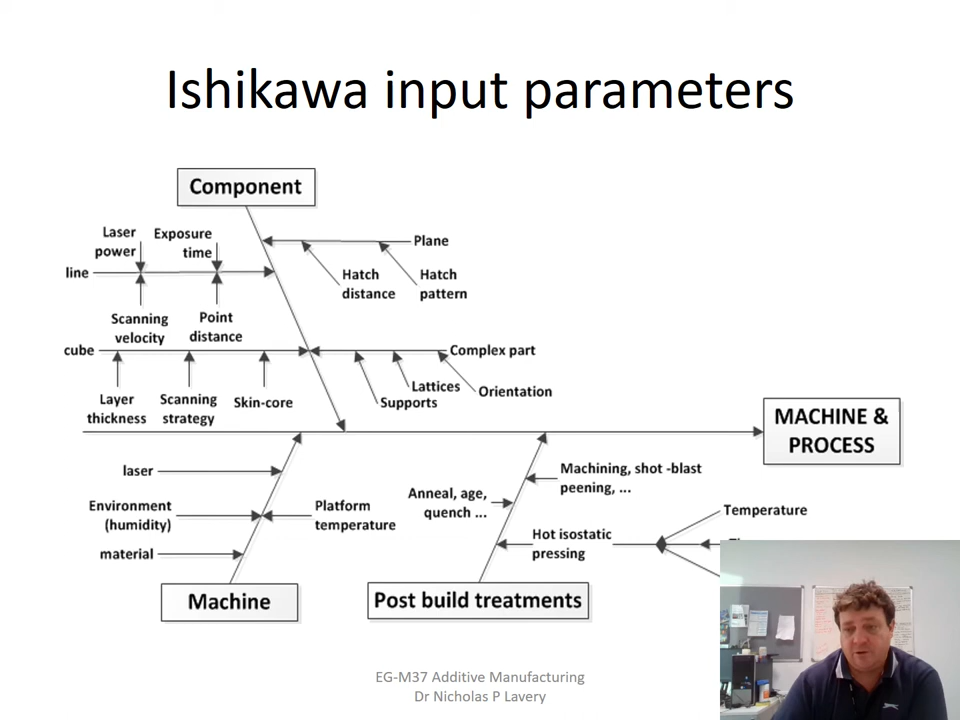 Ishikawa input parameters
Component
Laser
power
Exposure
time
Plane
line
Hatch
distance
Hatch
pattern
Scanning
velocity
Point
distance
cube
Complex part
Lattices
Orientation
Supports
Layer
thickness
Scanning
strategy
Skin-core
MACHINE &
PROCESS
laser
Machining, shot -blast
peening, ...
Anneal, age,
quench ...
Environment
(humidity)
Platform
temperature
Temperature
Hot isostatic
pressing
material
Machine
Post build treatments
EG-M37 Additive Manufacturing
Dr Nicholas P Lavery